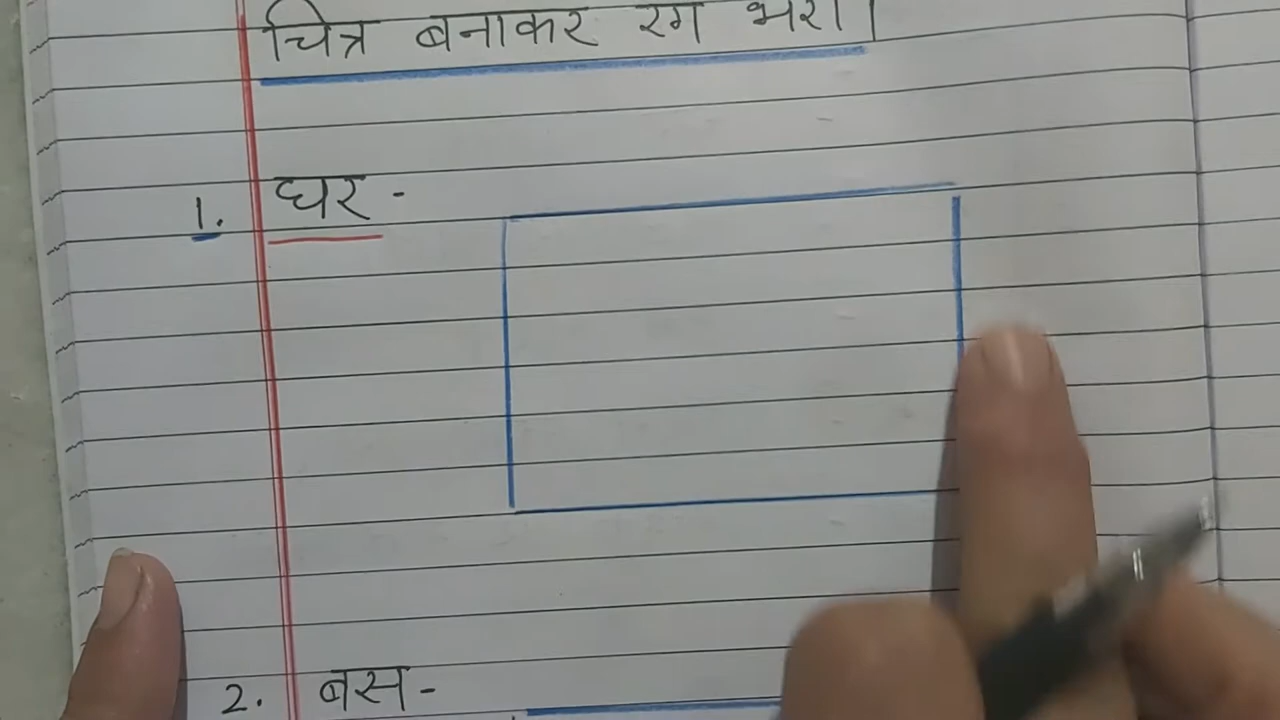 चित्र बनाकर रंग भरो।
1. घर -
2. बस -